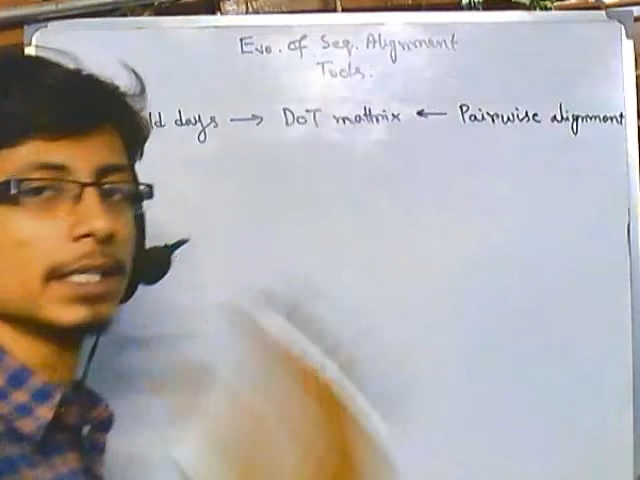 Evo. of Seq. Alignment
Tools.
ld days → DOT mattrix ← Pairwise alignment